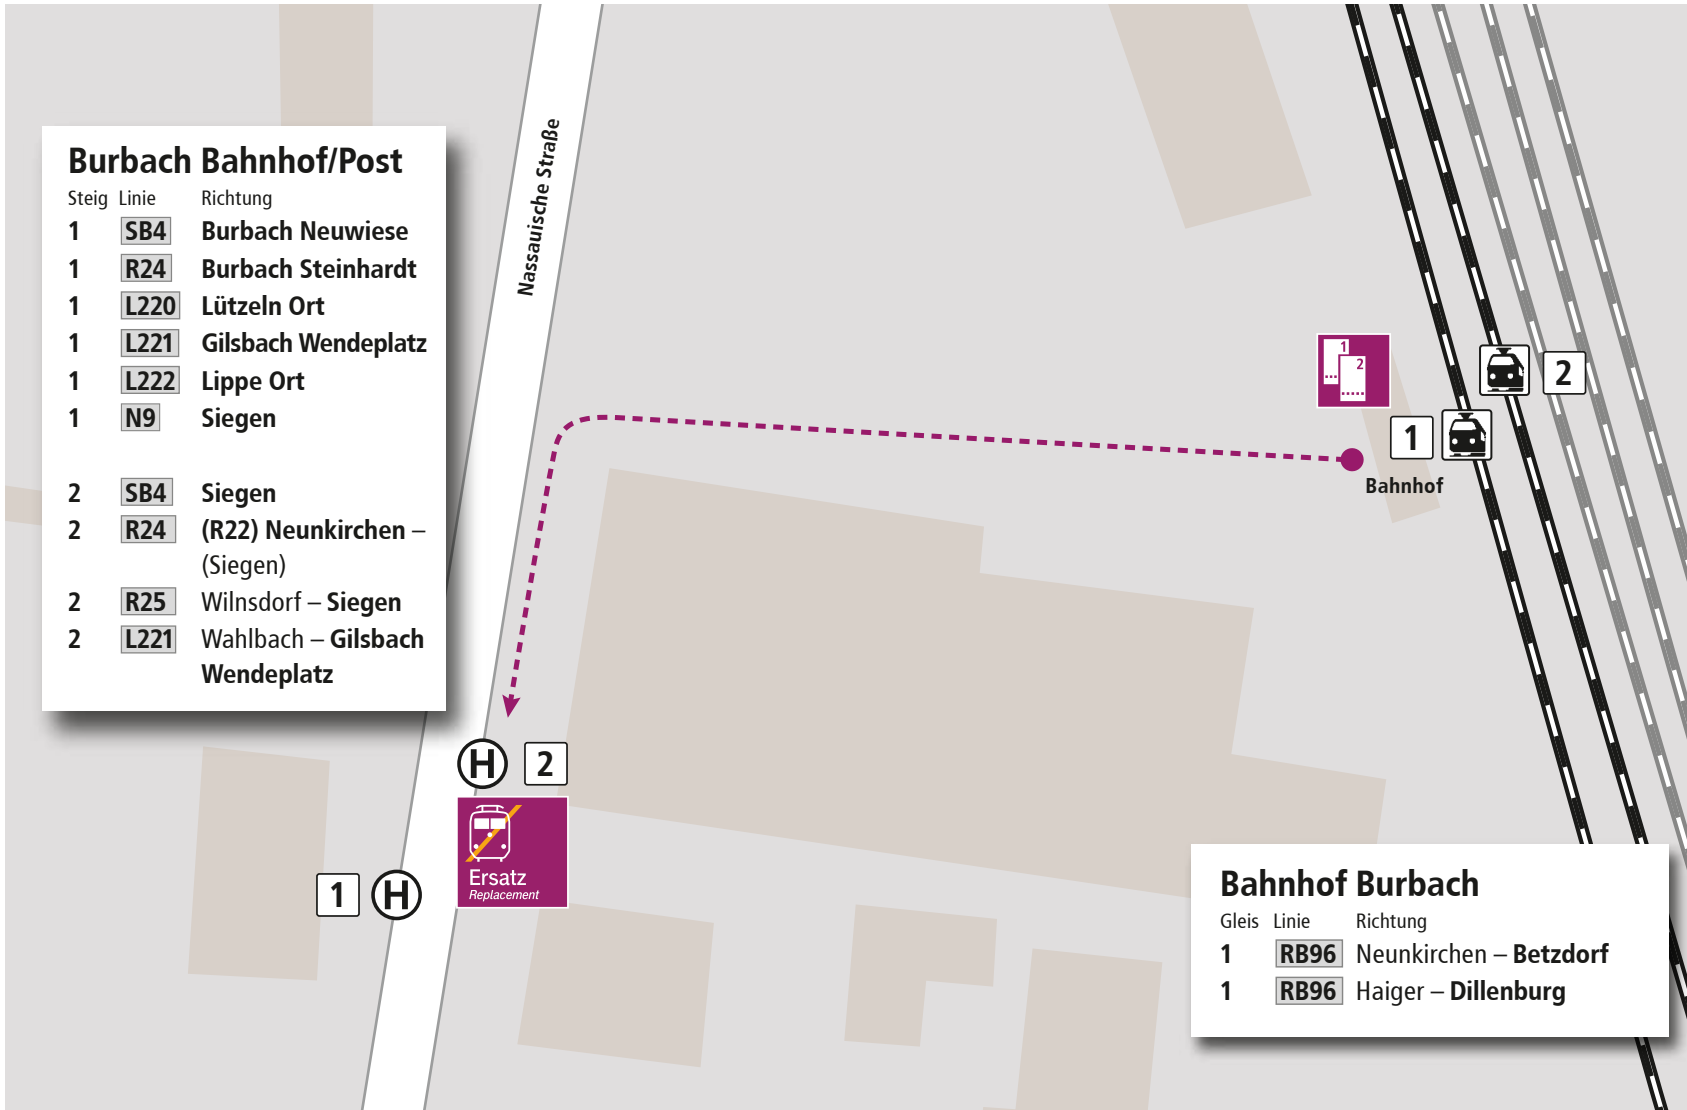 Burbach Bahnhof/Post
Steig Linie Richtung
1 SB4 Burbach Neuwiese
1 R24 Burbach Steinhardt
1 L220 Lützeln Ort
1 L221 Gilsbach Wendeplatz
1 L222 Lippe Ort
1 N9 Siegen
2 SB4 Siegen
2 R24 (R22) Neunkirchen –
(Siegen)
2 R25 Wilnsdorf – Siegen
2 L221 Wahlbach – Gilsbach
Wendeplatz
Nassauische Straße
1
2
2
1
Bahnhof
H 2
Ersatz
Replacement
1 H
Bahnhof Burbach
Gleis Linie Richtung
1 RB96 Neunkirchen – Betzdorf
1 RB96 Haiger – Dillenburg